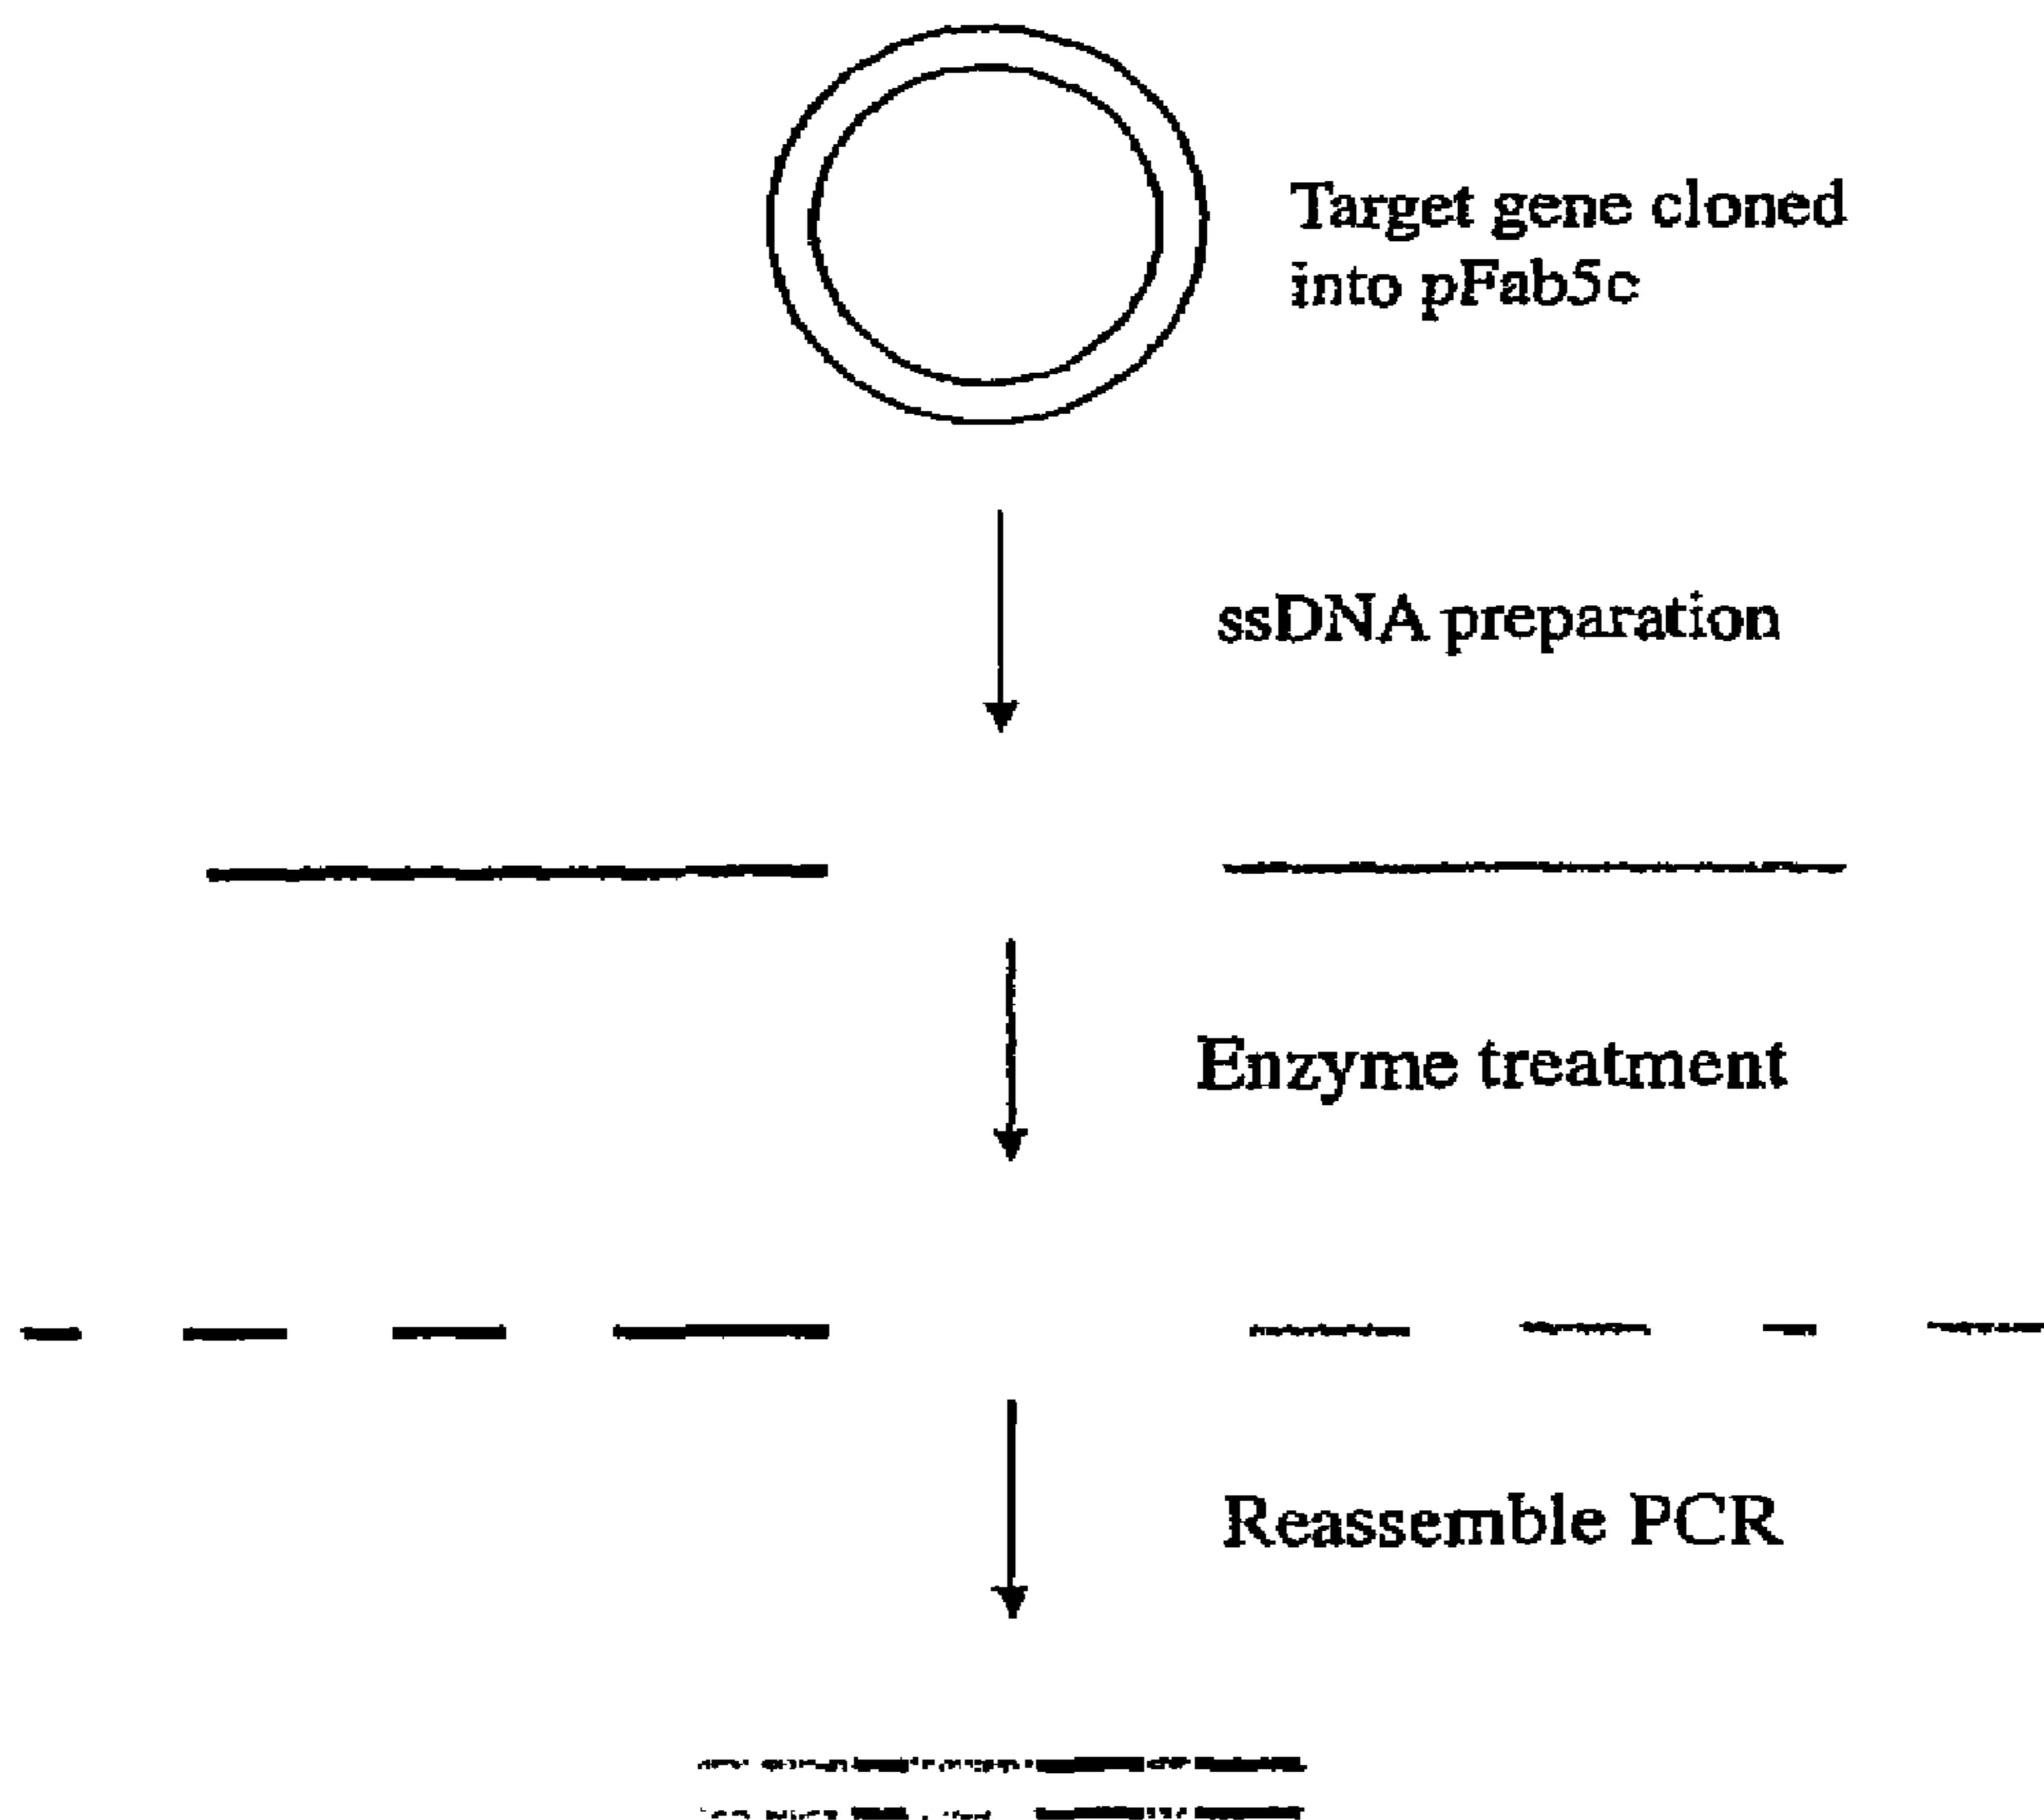 Target gene cloned
into pFab5c
ssDNA preparation
Enzyme treatment
Reassemble PCR